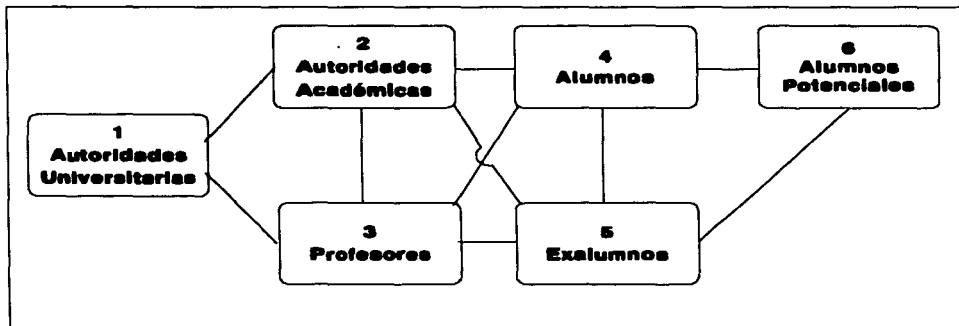 1
Autoridades
Universitarias
2
Autoridades
Académicas
3
Profesores
4
Alumnos
5
Exalumnos
6
Alumnos
Potenciales